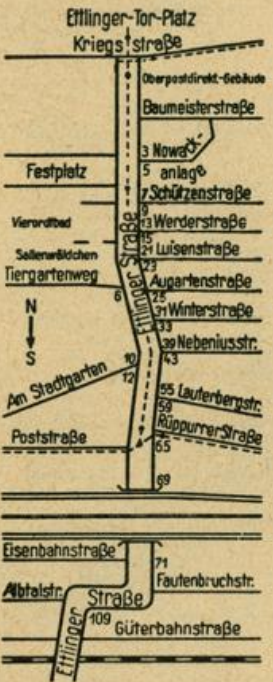 Ettlinger-Tor-Platz
Kriegsstraße
Oberpostdirekt.-Gebäude
Baumeisterstraße
3 Nowack-
5 anlage
Festplatz
7 Schützenstraße
9
13 Werderstraße
Vierordtbad
15
21 Luisenstraße
Sallenwäldchen
23
Tiergartenweg
Augartenstraße
6
25
Ettlinger Straße
31 Winterstraße
33
N
S
39 Nebeniusstr.
43
10
Am Stadtgarten
12
55 Lauterbergstr.
59
Rüppurrer Straße
Poststraße
65
69
Eisenbahnstraße
71
Albtalstr.
Fautenbruchstr.
Ettlinger Straße
109
Güterbahnstraße